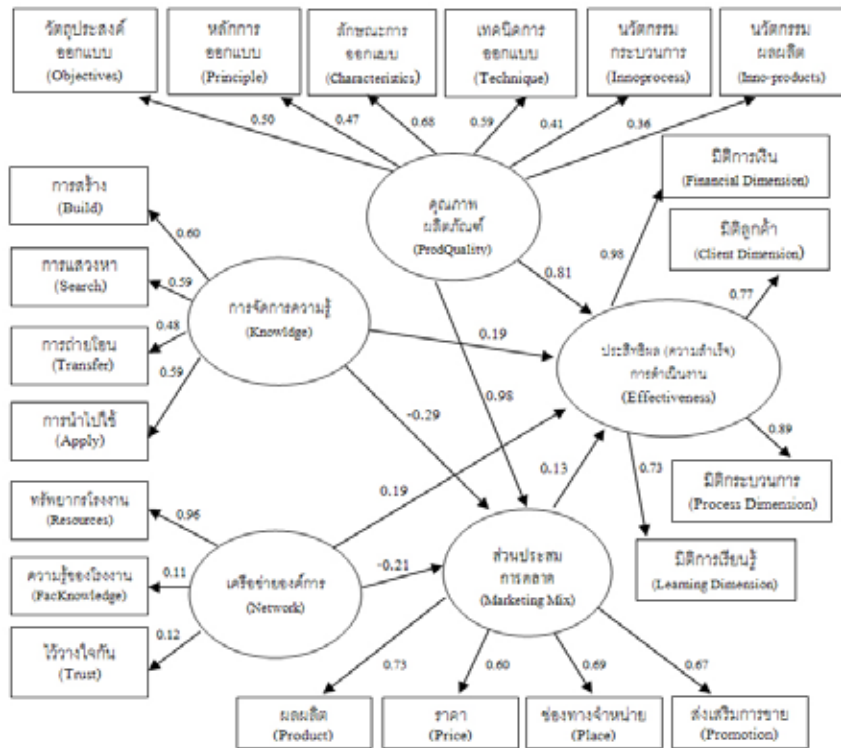 วัตถุประสงค์
ออกแบบ
(Objectives)
หลักการ
ออกแบบ
(Principle)
ลักษณะการ
ออกแบบ
(Characteristics)
เทคนิคการ
ออกแบบ
(Technique)
นวัตกรรม
กระบวนการ
(Innoprocess)
นวัตกรรม
ผลผลิต
(Inno-products)
0.50
0.47
0.68
0.59
0.41
0.36
คุณภาพ
ผลิตภัณฑ์
(ProdQuality)
มิติการเงิน
(Financial Dimension)
มิติลูกค้า
(Client Dimension)
0.98
0.77
0.81
การสร้าง
(Build)
0.60
การแสวงหา
(Search)
0.59
การถ่ายโอน
(Transfer)
0.48
การนำไปใช้
(Apply)
0.59
การจัดการความรู้
(Knowldge)
0.19
-0.29
0.98
ประสิทธิผล (ความสำเร็จ)
การดำเนินงาน
(Effectiveness)
0.89
0.73
0.13
มิติกระบวนการ
(Process Dimension)
มิติการเรียนรู้
(Learning Dimension)
ทรัพยากรโรงงาน
(Resources)
0.96
ความรู้ของโรงงาน
(FacKnowledge)
0.11
ไว้วางใจกัน
(Trust)
0.12
เครือข่ายองค์การ
(Network)
0.19
-0.21
ส่วนประสม
การตลาด
(Marketing Mix)
0.73
0.60
0.69
0.67
ผลผลิต
(Product)
ราคา
(Price)
ช่องทางจำหน่าย
(Place)
ส่งเสริมการขาย
(Promotion)